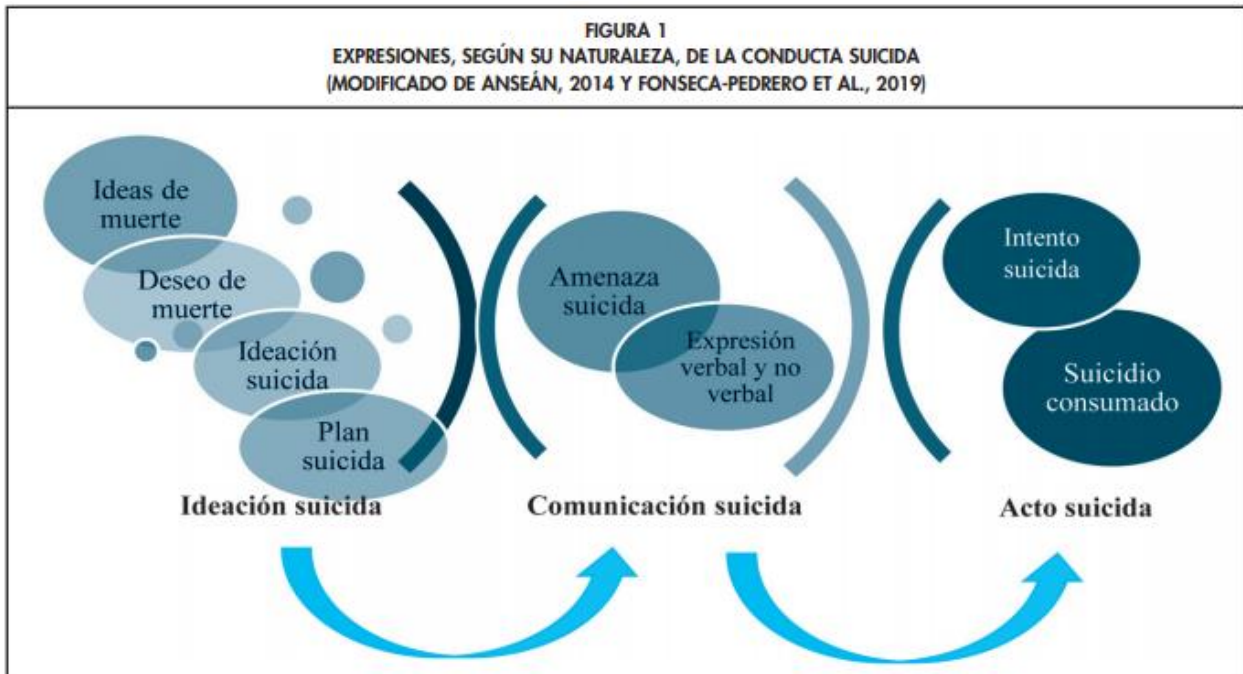 FIGURA 1
EXPRESIONES, SEGÚN SU NATURALEZA, DE LA CONDUCTA SUICIDA
(MODIFICADO DE ANSEÁN, 2014 Y FONSECA-PEDRERO ET AL., 2019)
Ideas de
muerte
Deseo de
muerte
Ideación
suicida
Plan
suicida
Ideación suicida
Amenaza
suicida
Expresión
verbal y no
verbal
Comunicación suicida
Intento
suicida
Suicidio
consumado
Acto suicida